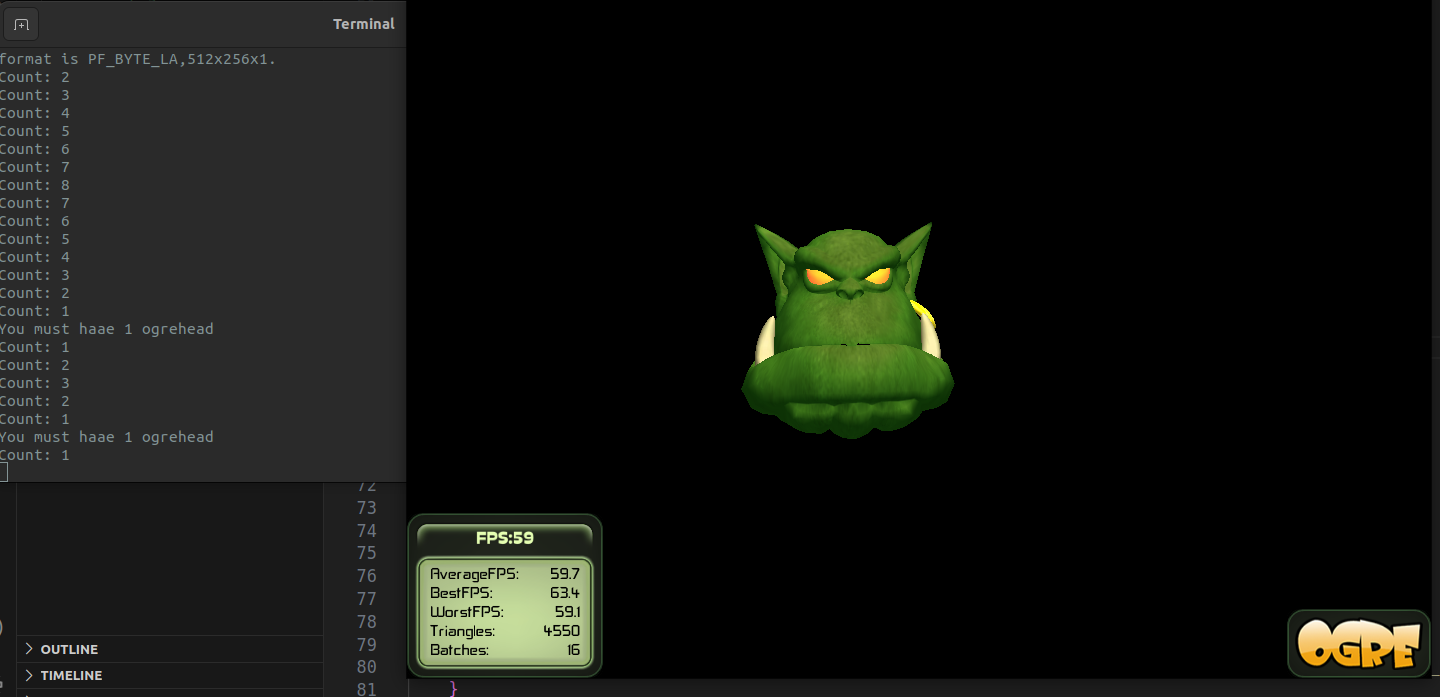 Terminal
format is PF_BYTE_LA,512x256x1.
Count: 2
Count: 3
Count: 4
Count: 5
Count: 6
Count: 7
Count: 8
Count: 7
Count: 6
Count: 5
Count: 4
Count: 3
Count: 2
Count: 1
You must haae 1 ogrehead
Count: 1
Count: 2
Count: 3
Count: 2
Count: 1
You must haae 1 ogrehead
Count: 1
72
73
74
75
76
77
78
79
80
81 }
OUTLINE
TIMELINE
FPS:59
AverageFPS: 59.7
BestFPS: 63.4
WorstFPS: 59.1
Triangles: 4550
Batches: 16
OGRE